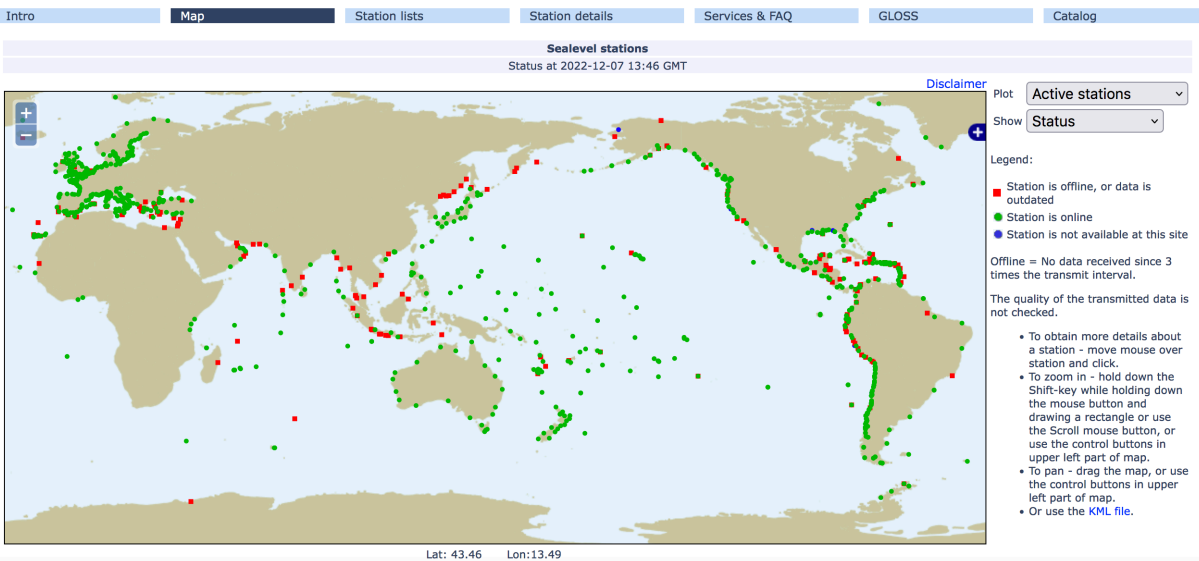 Intro
Map
Station lists
Station details
Services & FAQ
GLOSS
Catalog
Sealevel stations
Status at 2022-12-07 13:46 GMT
Disclaimer
+
−
+
Plot
Active stations
Show
Status
Legend:
Station is offline, or data is
outdated
Station is online
Station is not available at this site
Offline = No data received since 3
times the transmit interval.
The quality of the transmitted data is
not checked.
• To obtain more details about
a station - move mouse over
station and click.
• To zoom in - hold down the
Shift-key while holding down
the mouse button and
drawing a rectangle or use
the Scroll mouse button, or
use the control buttons in
upper left part of map.
• To pan - drag the map, or use
the control buttons in upper
left part of map.
• Or use the KML file.
Lat: 43.46 Lon:13.49